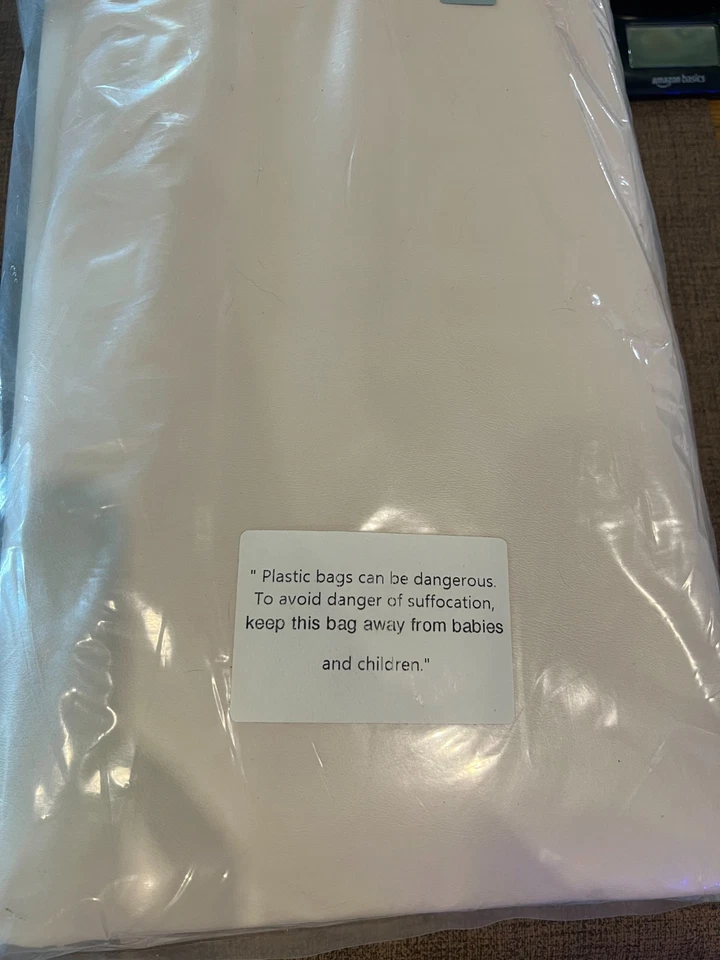 amazon basics
" Plastic bags can be dangerous.
To avoid danger of suffocation,
keep this bag away from babies
and children."